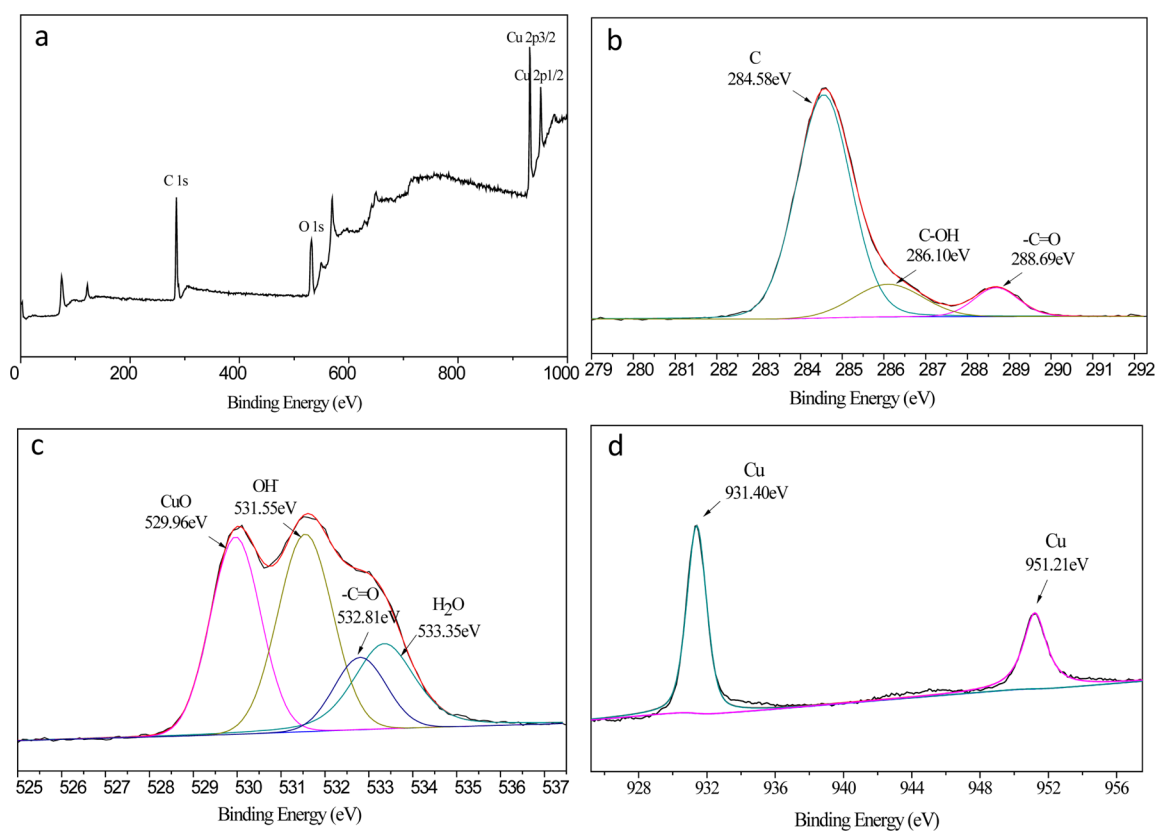 a
Cu 2p3/2
Cu 2p1/2
C 1s
O 1s
0 200 400 600 800 1000
Binding Energy (eV)
b
C
284.58eV
C-OH
286.10eV
-C=O
288.69eV
279 280 281 282 283 284 285 286 287 288 289 290 291 292
Binding Energy (eV)
c
CuO
529.96eV
OH-
531.55eV
-C=O
532.81eV
H2O
533.35eV
525 526 527 528 529 530 531 532 533 534 535 536 537
Binding Energy (eV)
d
Cu
931.40eV
Cu
951.21eV
928 932 936 940 944 948 952 956
Binding Energy (eV)